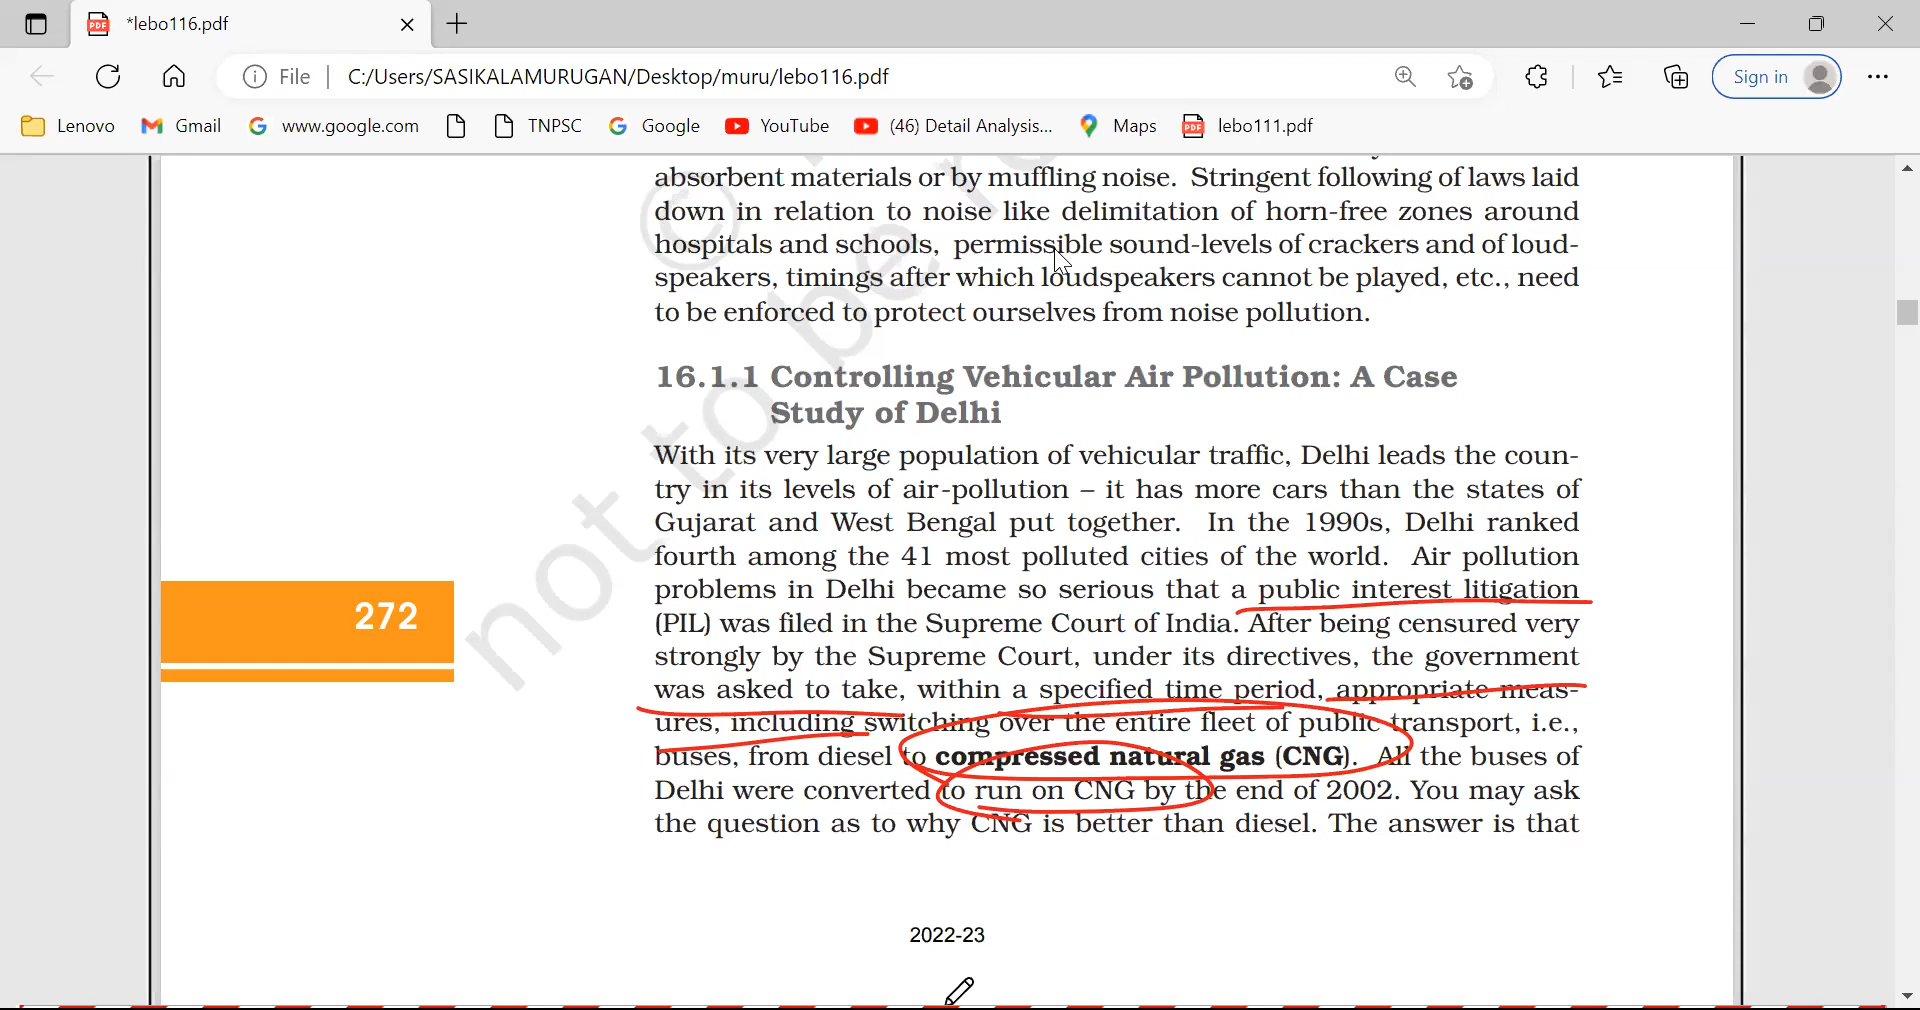 *lebo116.pdf
File | C:/Users/SASIKALAMURUGAN/Desktop/muru/lebo116.pdf
Sign in
Lenovo Gmail www.google.com TNPSC Google YouTube (46) Detail Analysis... Maps lebo111.pdf
absorbent materials or by muffling noise. Stringent following of laws laid
down in relation to noise like delimitation of horn-free zones around
hospitals and schools, permissible sound-levels of crackers and of loud-
speakers, timings after which loudspeakers cannot be played, etc., need
to be enforced to protect ourselves from noise pollution.
16.1.1 Controlling Vehicular Air Pollution: A Case
Study of Delhi
With its very large population of vehicular traffic, Delhi leads the coun-
try in its levels of air-pollution – it has more cars than the states of
Gujarat and West Bengal put together. In the 1990s, Delhi ranked
fourth among the 41 most polluted cities of the world. Air pollution
problems in Delhi became so serious that a public interest litigation
(PIL) was filed in the Supreme Court of India. After being censured very
strongly by the Supreme Court, under its directives, the government
was asked to take, within a specified time period, appropriate meas-
ures, including switching over the entire fleet of public transport, i.e.,
buses, from diesel to compressed natural gas (CNG). All the buses of
Delhi were converted to run on CNG by the end of 2002. You may ask
the question as to why CNG is better than diesel. The answer is that
272
© not to be re
2022-23